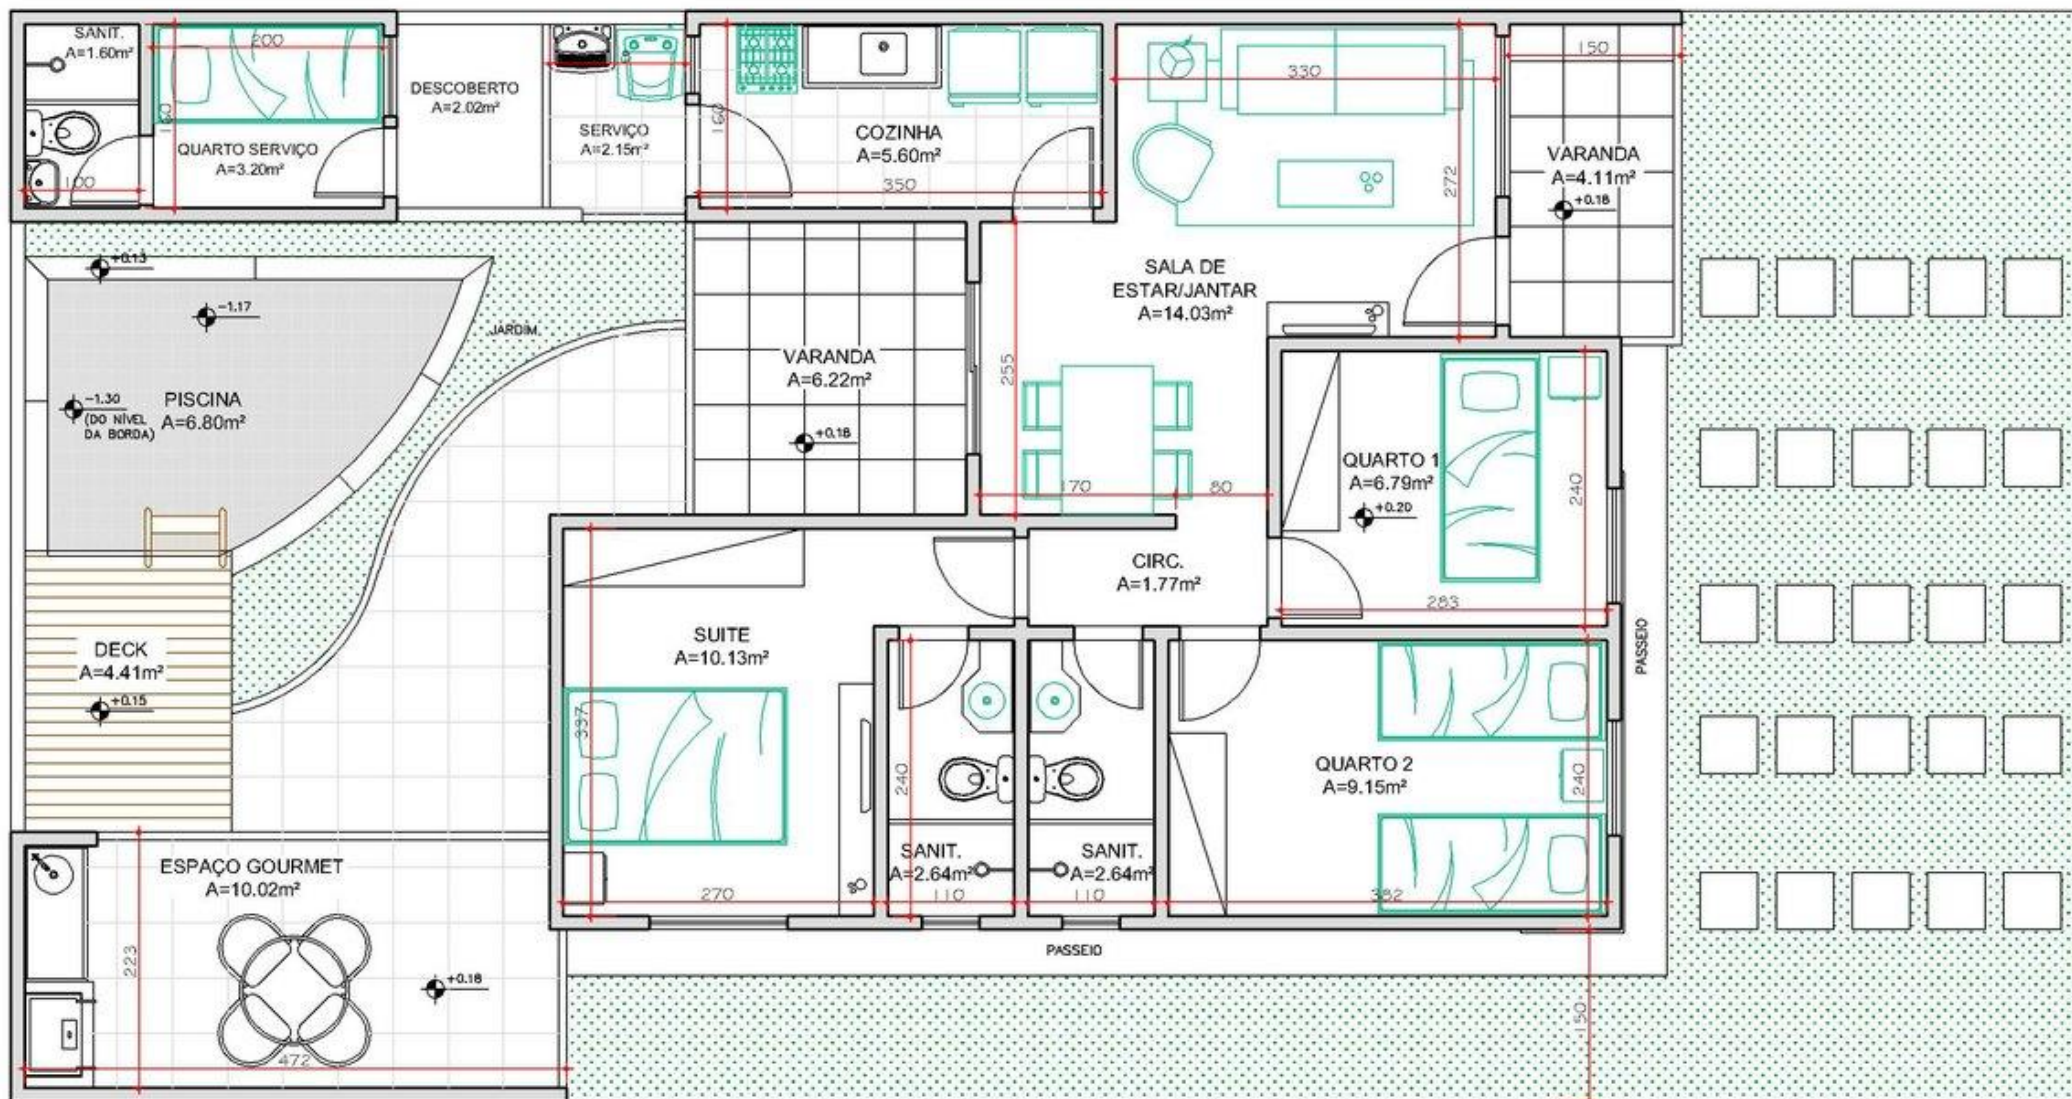 SANIT.
A=1.60m²
200
160
100
QUARTO SERVIÇO
A=3.20m²
DESCOBERTO
A=2.02m²
SERVIÇO
A=2.15m²
160
COZINHA
A=5.60m²
350
330
272
150
VARANDA
A=4.11m²
+0.18
SALA DE
ESTAR/JANTAR
A=14.03m²
+0.13
-1.17
JARDIM
PISCINA
A=6.80m²
-1.30
(DO NÍVEL
DA BORDA)
VARANDA
A=6.22m²
+0.18
255
170
80
QUARTO 1
A=6.79m²
+0.20
240
283
CIRC.
A=1.77m²
DECK
A=4.41m²
+0.15
SUITE
A=10.13m²
337
270
240
SANIT.
A=2.64m²
110
SANIT.
A=2.64m²
110
QUARTO 2
A=9.15m²
240
382
PASSEIO
PASSEIO
150
ESPAÇO GOURMET
A=10.02m²
223
+0.18
472